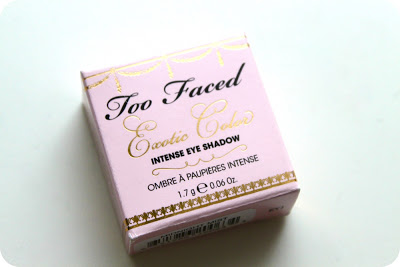 Too Faced
Exotic Color
INTENSE EYE SHADOW
OMBRE À PAUPIÈRES INTENSE
1.7 g ℮ 0.06 Oz.